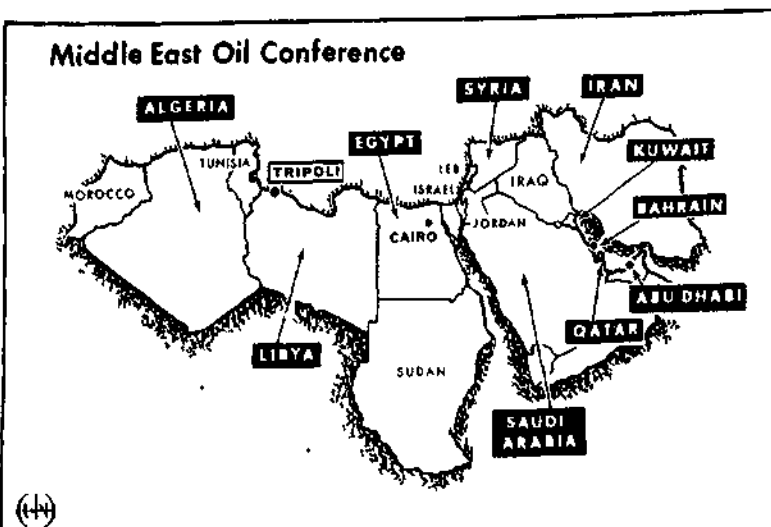 Middle East Oil Conference
ALGERIA
SYRIA
IRAN
EGYPT
KUWAIT
TUNISIA
TRIPOLI
LEB
ISRAEL
IRAQ
MOROCCO
BAHRAIN
JORDAN
CAIRO
ABU DHABI
QATAR
LIBYA
SUDAN
SAUDI
ARABIA